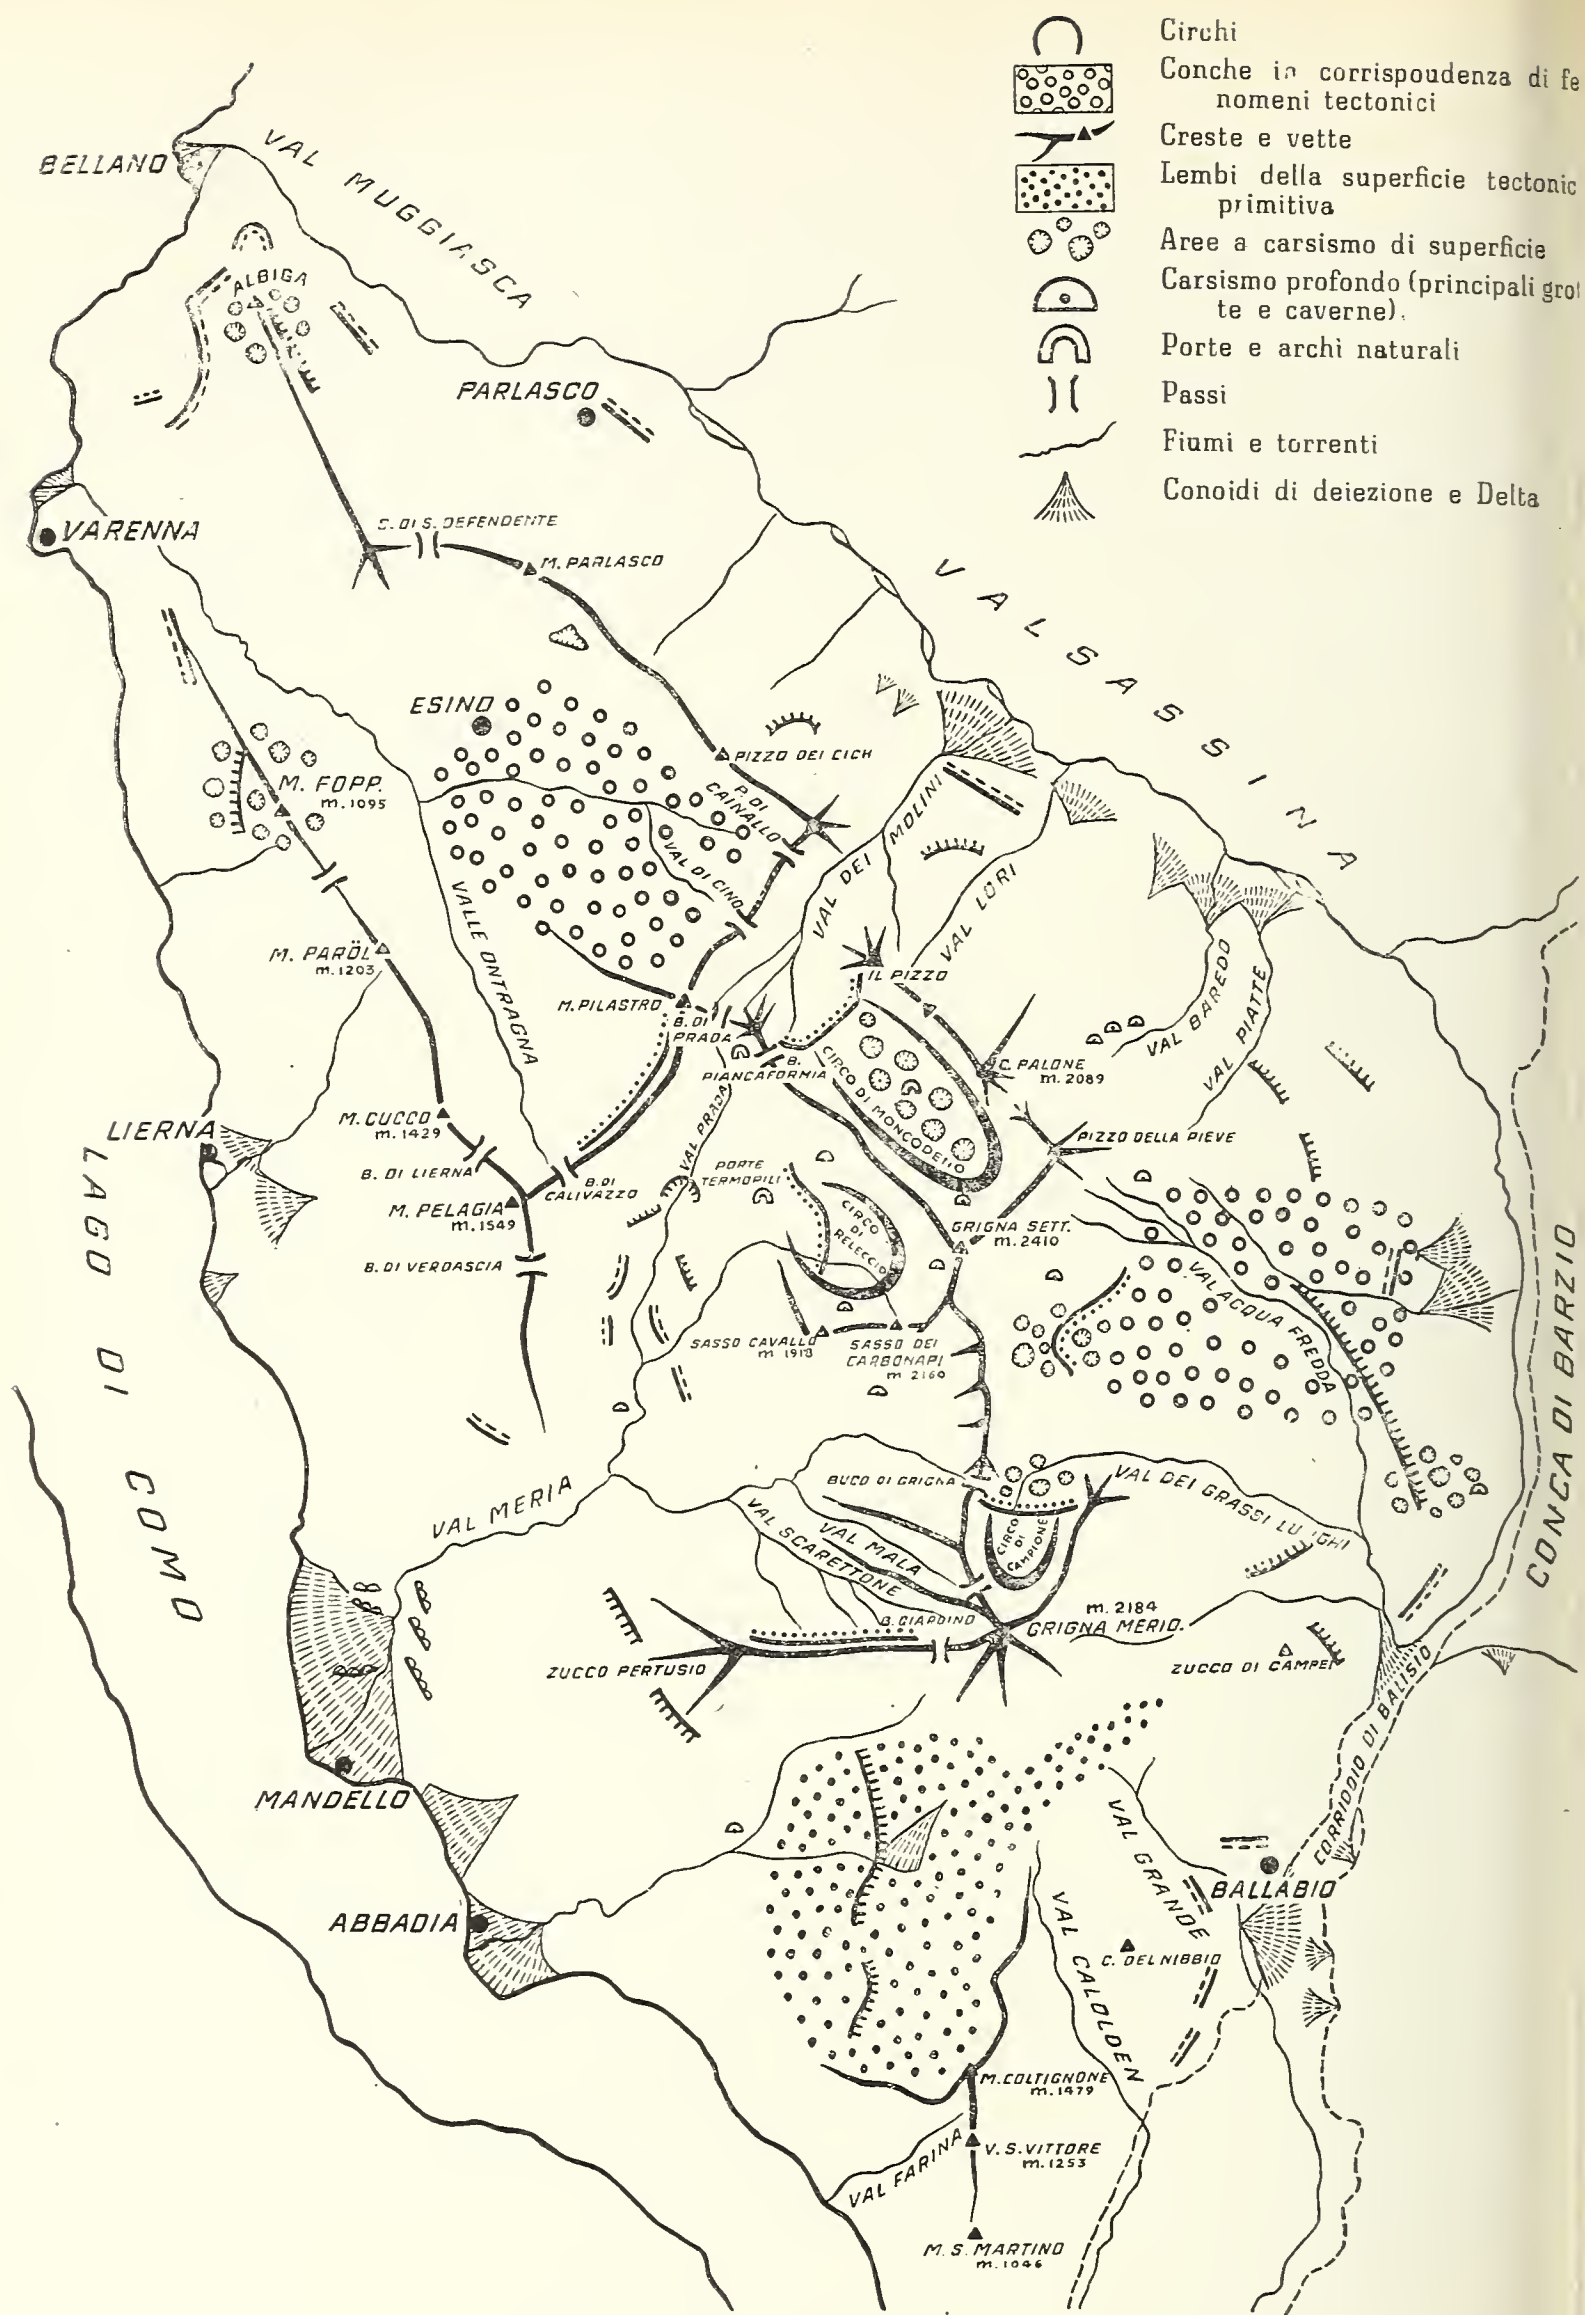 Circhi
Conche in corrispoudenza di fe
nomeni tectonici
Creste e vette
Lembi della superficie tectonic
primitiva
Aree a carsismo di superficie
Carsismo profondo (principali grot
te e caverne).
Porte e archi naturali
Passi
Fiumi e torrenti
Conoidi di deiezione e Delta
BELLANO
VAL MUGGIASCA
ALBIGA
PARLASCO
VARENNA
C. DI S. DEFENDENTE
M. PARLASCO
VALSASSINA
ESINO
PIZZO DEI CICH
M. FOPP.
m. 1095
P. DI
CAINALLO
VAL DEI MOLINI
VAL DI CINO
VAL LORI
VALLE ONTRAGNA
M. PARÖL
m. 1203
IL PIZZO
M. PILASTRO
B. DI
PRADA
B.
PIANCAFORMIA
CIRCO DI MONCODENO
C. PALONE
m. 2089
VAL BAREDO
VAL PIATTE
LIERNA
M. CUCCO
m. 1429
B. DI LIERNA
B. DI
CALIVAZZO
VAL PRADA
PORTE
TERMOPILI
PIZZO DELLA PIEVE
M. PELAGIA
m. 1549
CIRCO
DI
RELECCIO
GRIGNA SETT.
m. 2410
B. DI VERDASCIA
VAL ACQUA FREDDA
LAGO DI COMO
SASSO CAVALLO
m 1913
SASSO DEI
CARBONARI
m 2160
CONCA DI BARZIO
BUCO DI GRIGNA
VAL DEI GRASSI LUNGHI
VAL MERIA
VAL MALA
VAL SCARETTONE
CIRCO
DI
CAMPIONE
B. GIARDINO
m. 2184
GRIGNA MERID.
ZUCCO PERTUSIO
ZUCCO DI CAMPEI
CORRIDOIO DI BALISIO
MANDELLO
VAL GRANDE
BALLABIO
ABBADIA
VAL CALOLDEN
C. DEL NIBBIO
M. COLTIGNONE
m. 1479
VAL FARINA
V. S. VITTORE
m. 1253
M. S. MARTINO
m. 1046